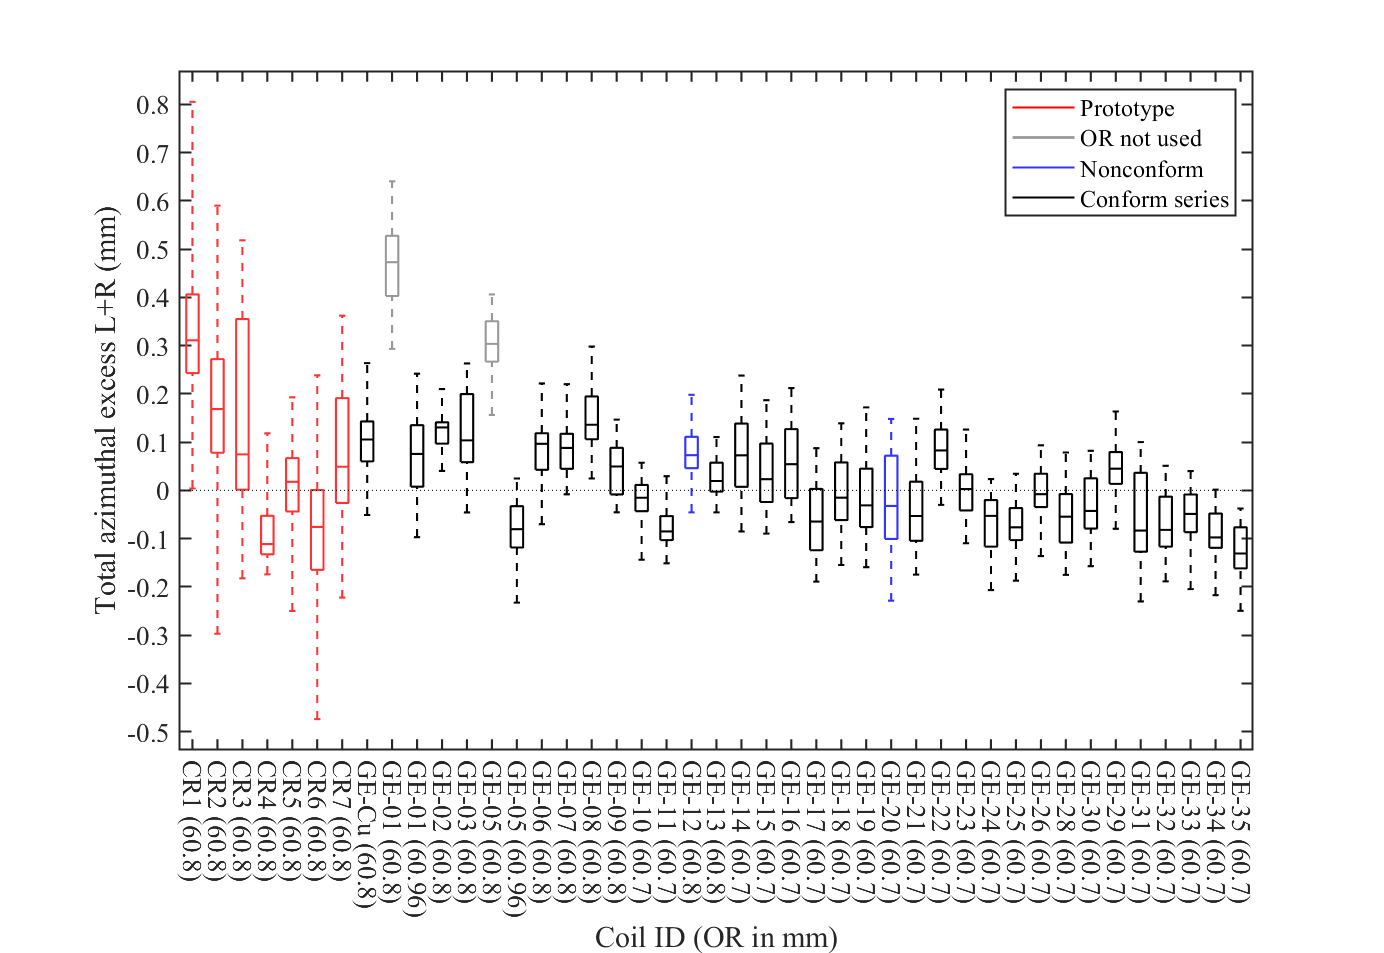 Total azimuthal excess L+R (mm)
0.8
0.7
0.6
0.5
0.4
0.3
0.2
0.1
0
-0.1
-0.2
-0.3
-0.4
-0.5
Prototype
OR not used
Nonconform
Conform series
CR1 (60.8)
CR2 (60.8)
CR3 (60.8)
CR4 (60.8)
CR5 (60.8)
CR6 (60.8)
CR7 (60.8)
GE-Cu (60.8)
GE-01 (60.8)
GE-01 (60.96)
GE-02 (60.8)
GE-03 (60.8)
GE-05 (60.8)
GE-05 (60.96)
GE-06 (60.8)
GE-07 (60.8)
GE-08 (60.8)
GE-09 (60.8)
GE-10 (60.7)
GE-11 (60.7)
GE-12 (60.8)
GE-13 (60.8)
GE-14 (60.7)
GE-15 (60.7)
GE-16 (60.7)
GE-17 (60.7)
GE-18 (60.7)
GE-19 (60.7)
GE-20 (60.7)
GE-21 (60.7)
GE-22 (60.7)
GE-23 (60.7)
GE-24 (60.7)
GE-25 (60.7)
GE-26 (60.7)
GE-28 (60.7)
GE-30 (60.7)
GE-29 (60.7)
GE-31 (60.7)
GE-32 (60.7)
GE-33 (60.7)
GE-34 (60.7)
GE-35 (60.7)
Coil ID (OR in mm)